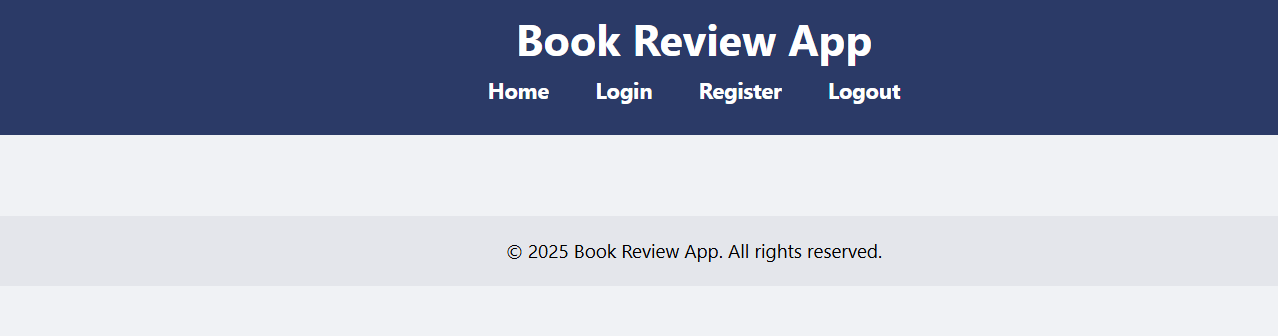 Book Review App
Home Login Register Logout
© 2025 Book Review App. All rights reserved.